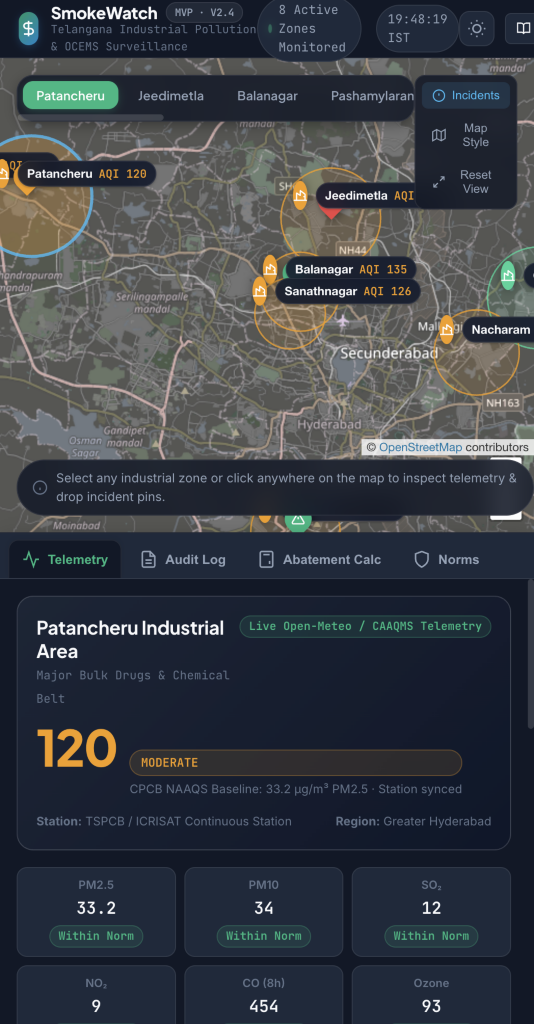 $
SmokeWatch
MVP · V2.4
Telangana Industrial Pollution
& OCEMS Surveillance
8 Active
Zones
Monitored
19:48:19
IST
mandal
Patancheru
Jeedimetla
Balanagar
Pashamylaran
Incidents
Map
Style
Reset
View
mandal
Patancheru AQI 120
Jeedimetla AQI
NH44
Balanagar AQI 135
Sanathnagar AQI 126
handrapuram
mandal
Serilingampalle
mandal
Nacharam
Secunderabad
NH163
Hyderabad
Gandipet
mandal
Osman
Sagar
© OpenStreetMap contributors
Select any industrial zone or click anywhere on the map to inspect telemetry &
drop incident pins.
Moinabad
Telemetry
Audit Log
Abatement Calc
Norms
Patancheru Industrial
Area
Live Open-Meteo / CAAQMS Telemetry
Major Bulk Drugs & Chemical
Belt
120
MODERATE
CPCB NAAQS Baseline: 33.2 µg/m³ PM2.5 · Station synced
Station: TSPCB / ICRISAT Continuous Station
Region: Greater Hyderabad
PM2.5
33.2
Within Norm
PM10
34
Within Norm
SO₂
12
Within Norm
NO₂
9
CO (8h)
454
Ozone
93